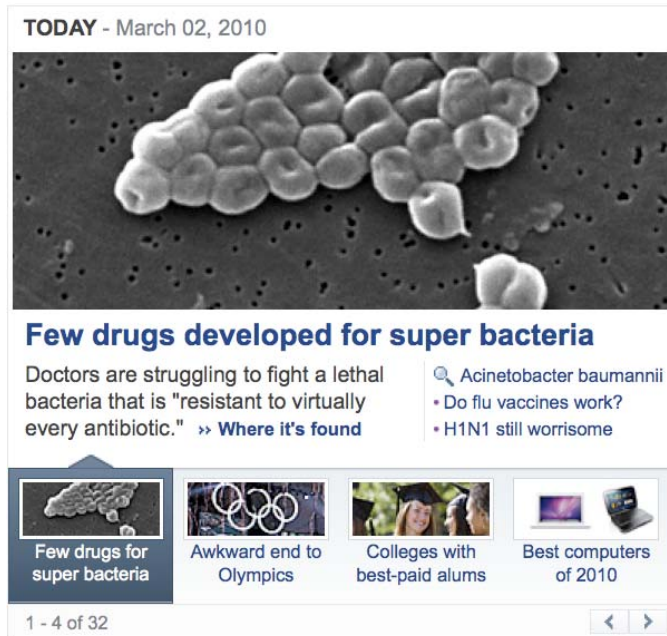 TODAY - March 02, 2010
Few drugs developed for super bacteria
Doctors are struggling to fight a lethal
bacteria that is "resistant to virtually
every antibiotic." ›› Where it's found
Acinetobacter baumannii
• Do flu vaccines work?
• H1N1 still worrisome
Few drugs for
super bacteria
Awkward end to
Olympics
Colleges with
best-paid alums
Best computers
of 2010
1 - 4 of 32